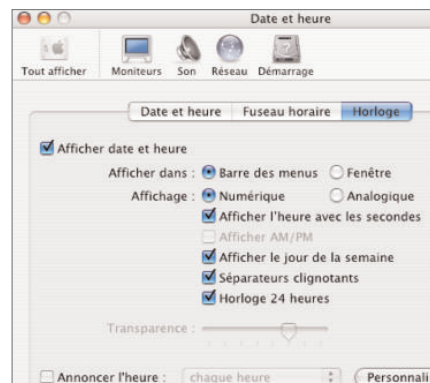 Date et heure
Tout afficher Moniteurs Son Réseau Démarrage
Date et heure Fuseau horaire Horloge
Afficher date et heure
Afficher dans : Barre des menus Fenêtre
Affichage : Numérique Analogique
Afficher l'heure avec les secondes
Afficher AM/PM
Afficher le jour de la semaine
Séparateurs clignotants
Horloge 24 heures
Transparence :
Annoncer l'heure : chaque heure Personnali